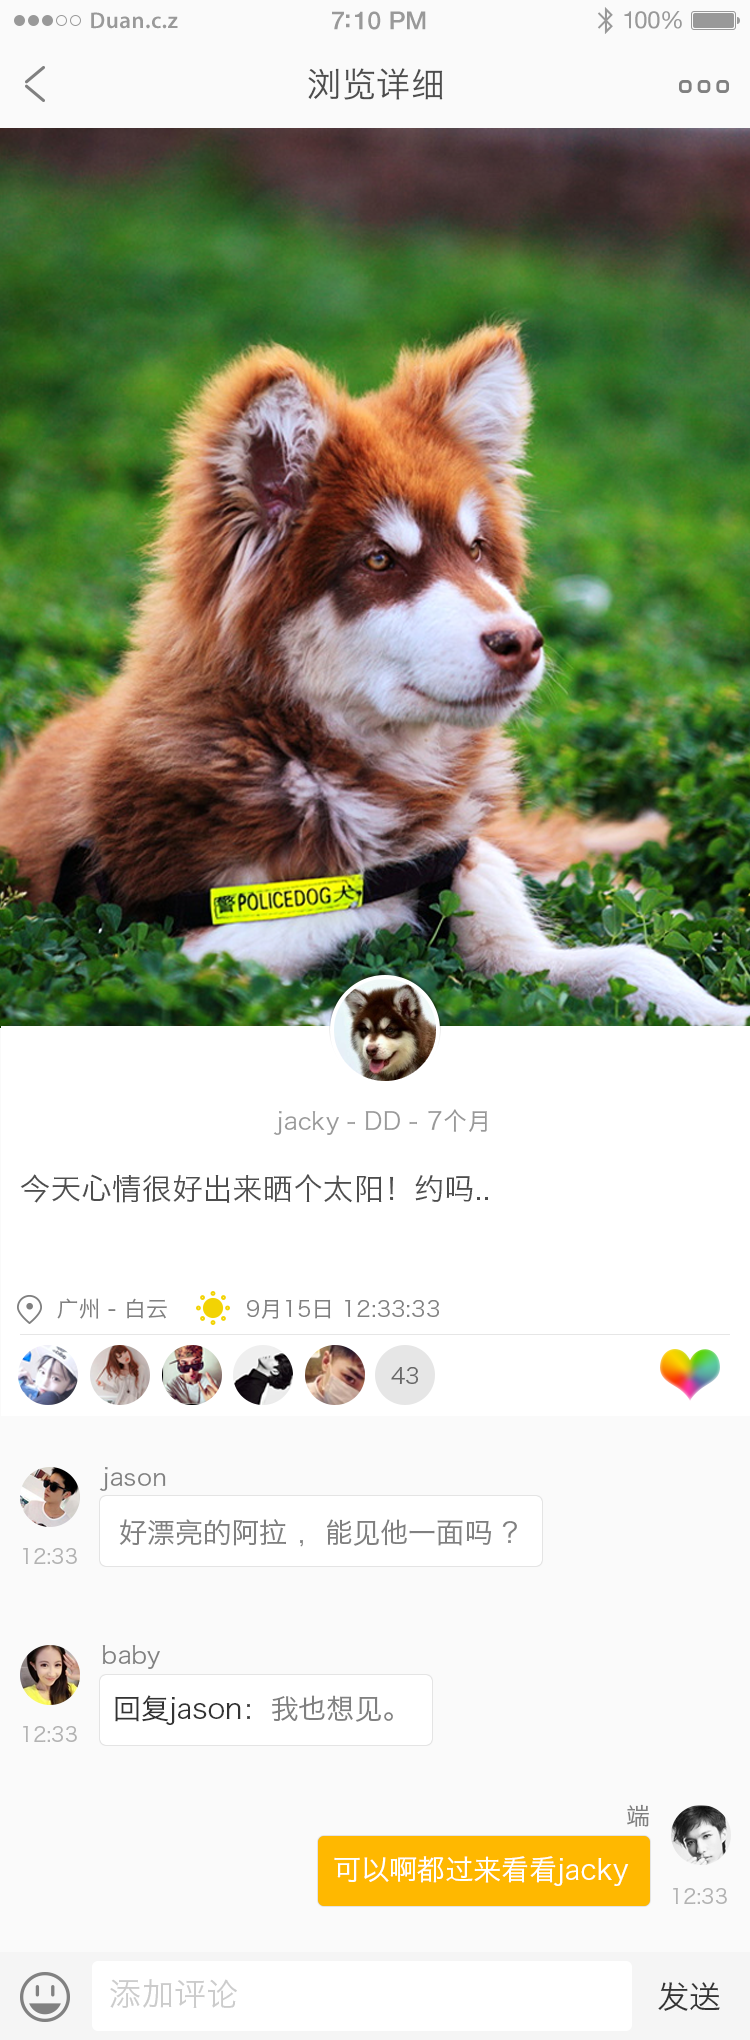 Duan.c.z 7:10 PM 100%
浏览详细
警POLICEDOG犬
jacky - DD - 7个月
今天心情很好出来晒个太阳！约吗..
广州 - 白云 9月15日 12:33:33
43
jason
好漂亮的阿拉 ，能见他一面吗？
12:33
baby
回复jason：我也想见。
12:33
端
可以啊都过来看看jacky
12:33
添加评论 发送